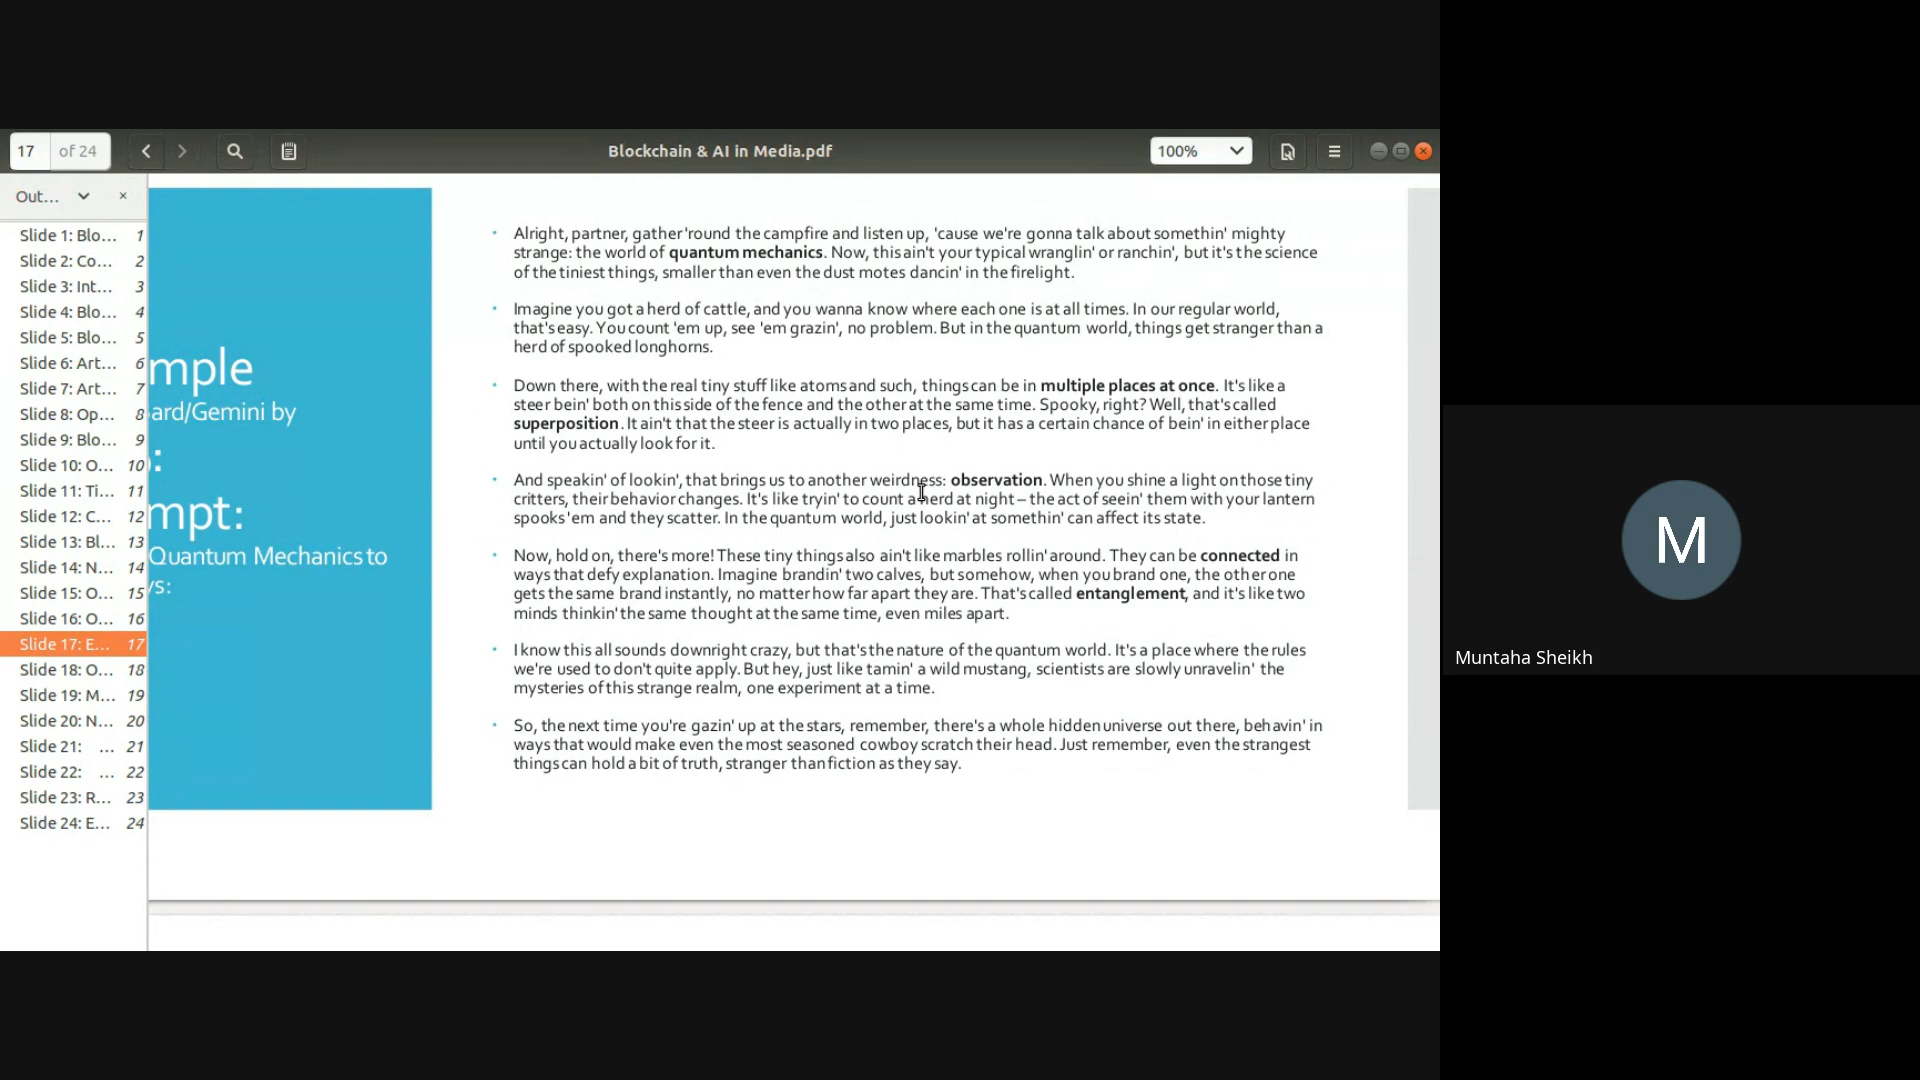 17 of 24
Blockchain & AI in Media.pdf
100%
Out...
Slide 1: Blo... 1
Slide 2: Co... 2
Slide 3: Int... 3
Slide 4: Blo... 4
Slide 5: Blo... 5
Slide 6: Art... 6
Slide 7: Art... 7
Slide 8: Op... 8
Slide 9: Blo... 9
Slide 10: O... 10
Slide 11: Ti... 11
Slide 12: C... 12
Slide 13: Bl... 13
Slide 14: N... 14
Slide 15: O... 15
Slide 16: O... 16
Slide 17: E... 17
Slide 18: O... 18
Slide 19: M... 19
Slide 20: N... 20
Slide 21: ... 21
Slide 22: ... 22
Slide 23: R... 23
Slide 24: E... 24
mple
ard/Gemini by
):
mpt:
Quantum Mechanics to
/s:
• Alright, partner, gather 'round the campfire and listen up, 'cause we're gonna talk about somethin' mighty
strange: the world of quantum mechanics. Now, this ain't your typical wranglin' or ranchin', but it's the science
of the tiniest things, smaller than even the dust motes dancin' in the firelight.
• Imagine you got a herd of cattle, and you wanna know where each one is at all times. In our regular world,
that's easy. You count 'em up, see 'em grazin', no problem. But in the quantum world, things get stranger than a
herd of spooked longhorns.
• Down there, with the real tiny stuff like atoms and such, things can be in multiple places at once. It's like a
steer bein' both on this side of the fence and the other at the same time. Spooky, right? Well, that's called
superposition. It ain't that the steer is actually in two places, but it has a certain chance of bein' in either place
until you actually look for it.
• And speakin' of lookin', that brings us to another weirdness: observation. When you shine a light on those tiny
critters, their behavior changes. It's like tryin' to count a herd at night – the act of seein' them with your lantern
spooks 'em and they scatter. In the quantum world, just lookin' at somethin' can affect its state.
• Now, hold on, there's more! These tiny things also ain't like marbles rollin' around. They can be connected in
ways that defy explanation. Imagine brandin' two calves, but somehow, when you brand one, the other one
gets the same brand instantly, no matter how far apart they are. That's called entanglement, and it's like two
minds thinkin' the same thought at the same time, even miles apart.
• I know this all sounds downright crazy, but that's the nature of the quantum world. It's a place where the rules
we're used to don't quite apply. But hey, just like tamin' a wild mustang, scientists are slowly unravelin' the
mysteries of this strange realm, one experiment at a time.
• So, the next time you're gazin' up at the stars, remember, there's a whole hidden universe out there, behavin' in
ways that would make even the most seasoned cowboy scratch their head. Just remember, even the strangest
things can hold a bit of truth, stranger than fiction as they say.
M
Muntaha Sheikh